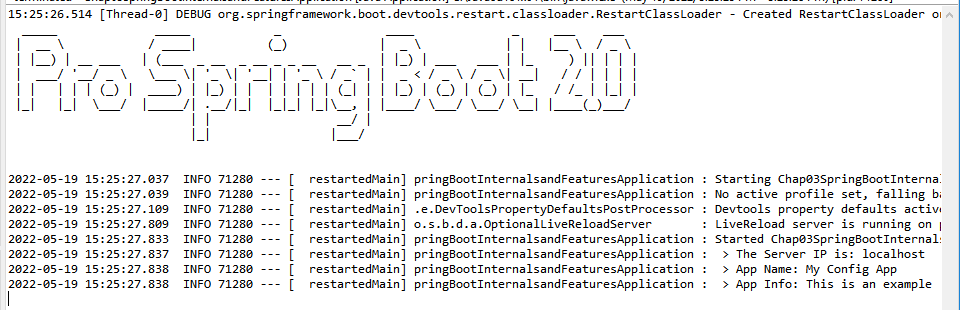 15:25:26.514 [Thread-0] DEBUG org.springframework.boot.devtools.restart.classloader.RestartClassLoader - Created RestartClassLoader
Pro Spring Boot 2.0
2022-05-19 15:25:27.037  INFO 71280 --- [  restartedMain] pringBootInternalsandFeaturesApplication : Starting Chap03SpringBootInternal
2022-05-19 15:25:27.039  INFO 71280 --- [  restartedMain] pringBootInternalsandFeaturesApplication : No active profile set, falling ba
2022-05-19 15:25:27.109  INFO 71280 --- [  restartedMain] .e.DevToolsPropertyDefaultsPostProcessor : Devtools property defaults active
2022-05-19 15:25:27.809  INFO 71280 --- [  restartedMain] o.s.b.d.a.OptionalLiveReloadServer       : LiveReload server is running on p
2022-05-19 15:25:27.833  INFO 71280 --- [  restartedMain] pringBootInternalsandFeaturesApplication : Started Chap03SpringBootInternals
2022-05-19 15:25:27.837  INFO 71280 --- [  restartedMain] pringBootInternalsandFeaturesApplication :  > The Server IP is: localhost
2022-05-19 15:25:27.838  INFO 71280 --- [  restartedMain] pringBootInternalsandFeaturesApplication :  > App Name: My Config App
2022-05-19 15:25:27.838  INFO 71280 --- [  restartedMain] pringBootInternalsandFeaturesApplication :  > App Info: This is an example